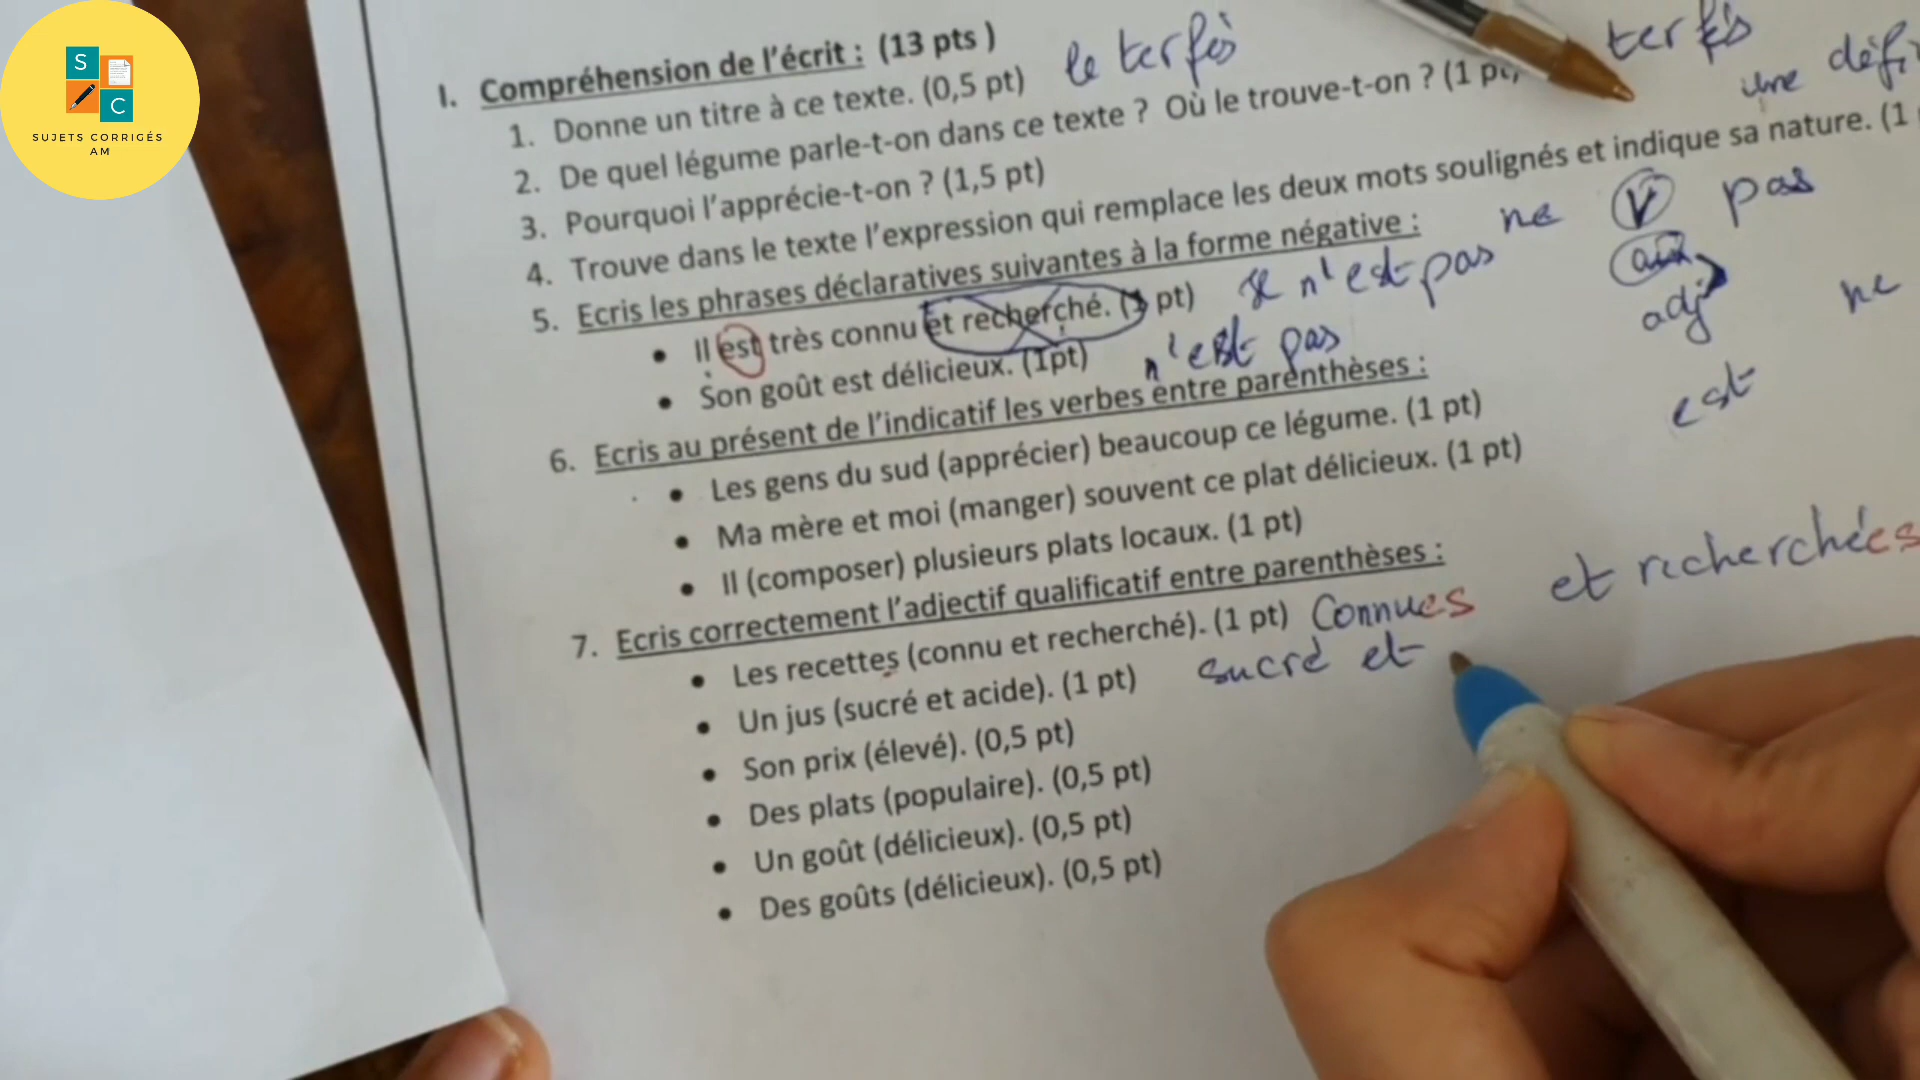 S
C
SUJETS CORRIGÉS
AM
I. Compréhension de l'écrit : (13 pts )
1. Donne un titre à ce texte. (0,5 pt) le terfès
terfès
2. De quel légume parle-t-on dans ce texte ? Où le trouve-t-on ? (1 pt)
une défi
3. Pourquoi l'apprécie-t-on ? (1,5 pt)
4. Trouve dans le texte l'expression qui remplace les deux mots soulignés et indique sa nature. (1
5. Ecris les phrases déclaratives suivantes à la forme négative : ne V pas
• Il est très connu et recherché. (1 pt) n'est pas
adj ne
• Son goût est délicieux. (1pt) n'est pas
est
6. Ecris au présent de l'indicatif les verbes entre parenthèses :
• Les gens du sud (apprécier) beaucoup ce légume. (1 pt)
• Ma mère et moi (manger) souvent ce plat délicieux. (1 pt)
• Il (composer) plusieurs plats locaux. (1 pt)
7. Ecris correctement l'adjectif qualificatif entre parenthèses :
• Les recettes (connu et recherché). (1 pt) Connues et recherchées
• Un jus (sucré et acide). (1 pt) sucré et
• Son prix (élevé). (0,5 pt)
• Des plats (populaire). (0,5 pt)
• Un goût (délicieux). (0,5 pt)
• Des goûts (délicieux). (0,5 pt)